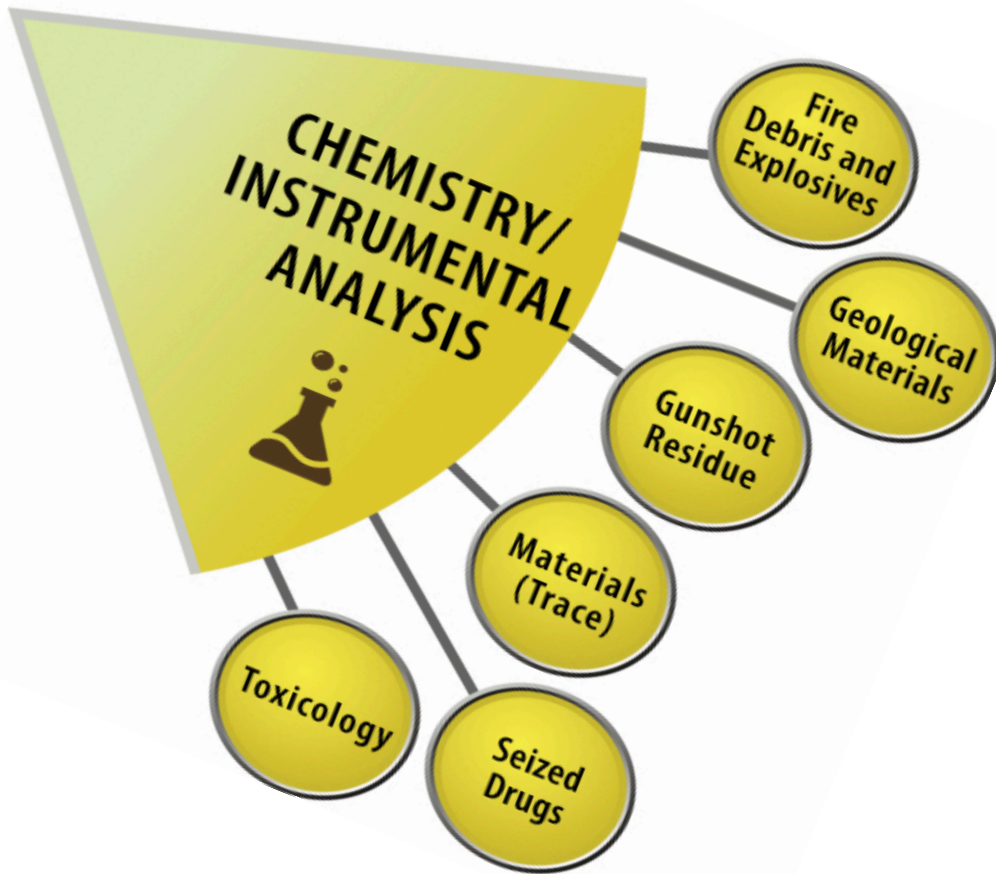 CHEMISTRY/
INSTRUMENTAL
ANALYSIS
Fire
Debris and
Explosives
Geological
Materials
Gunshot
Residue
Materials
(Trace)
Seized
Drugs
Toxicology